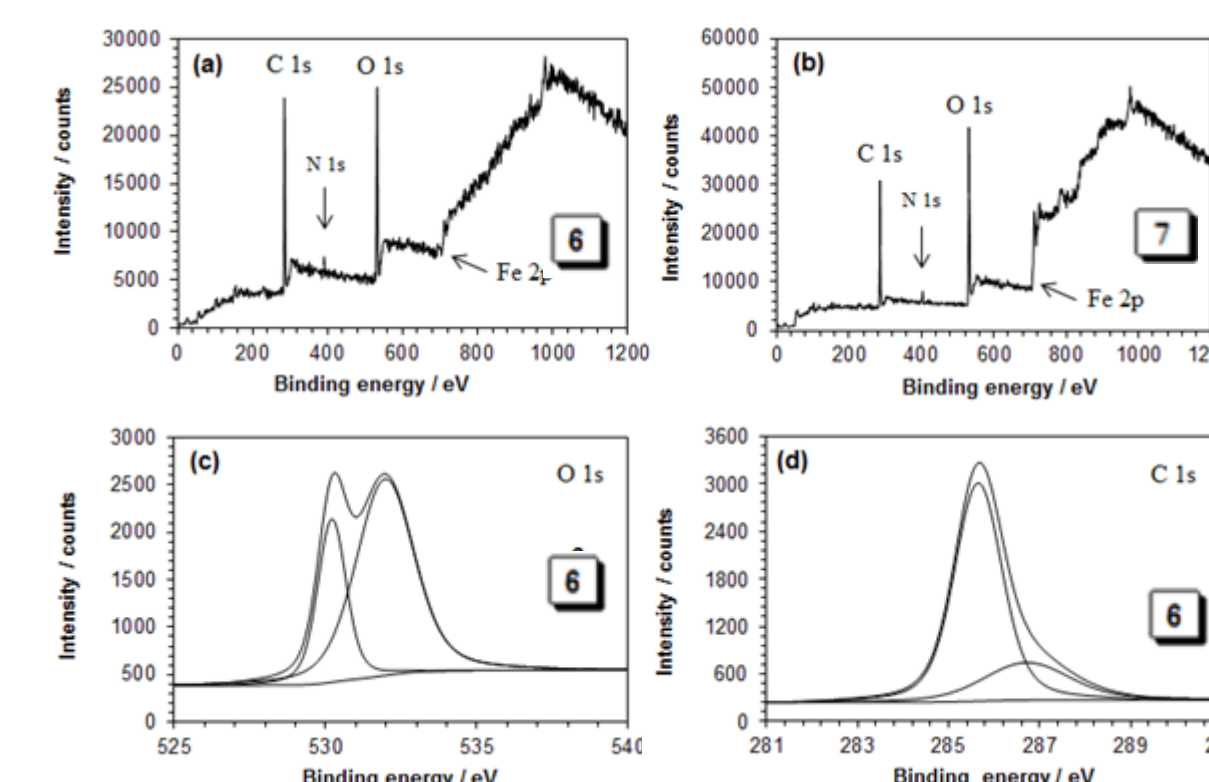 30000
25000
20000
15000
10000
5000
0
(a)
C 1s
O 1s
N 1s
6
Fe 2p
0 200 400 600 800 1000 1200
Binding energy / eV
Intensity / counts
60000
50000
40000
30000
20000
10000
0
(b)
O 1s
C 1s
N 1s
7
Fe 2p
0 200 400 600 800 1000 12
Binding energy / eV
Intensity / counts
3000
2500
2000
1500
1000
500
0
(c)
O 1s
6
525 530 535 540
Binding energy / eV
Intensity / counts
3600
3000
2400
1800
1200
600
0
(d)
C 1s
6
281 283 285 287 289
Binding energy / eV
Intensity / counts